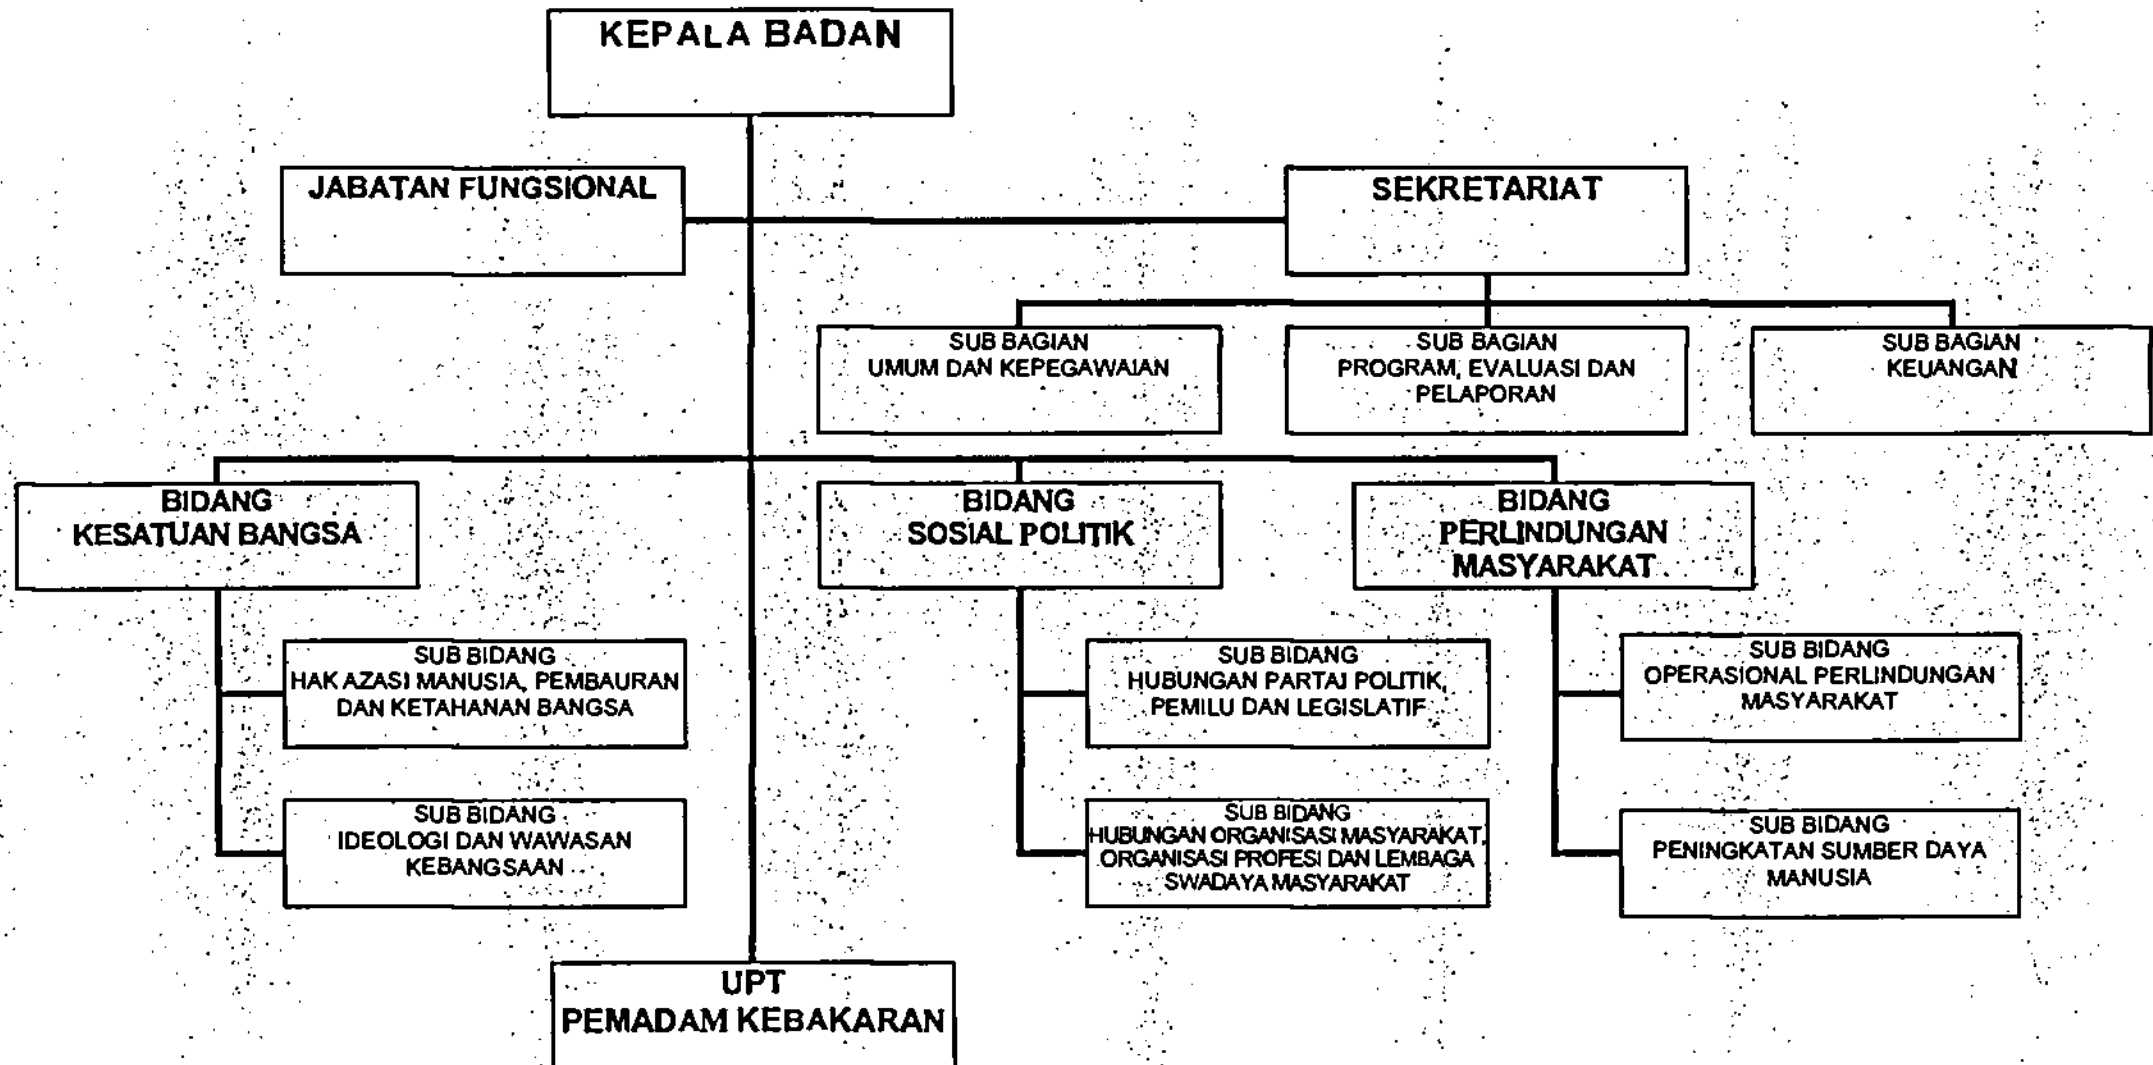 KEPALA BADAN
JABATAN FUNGSIONAL
SEKRETARIAT
SUB BAGIAN
UMUM DAN KEPEGAWAIAN
SUB BAGIAN
PROGRAM, EVALUASI DAN
PELAPORAN
SUB BAGIAN
KEUANGAN
BIDANG
KESATUAN BANGSA
BIDANG
SOSIAL POLITIK
BIDANG
PERLINDUNGAN
MASYARAKAT
SUB BIDANG
HAK AZASI MANUSIA, PEMBAURAN
DAN KETAHANAN BANGSA
SUB BIDANG
HUBUNGAN PARTAI POLITIK,
PEMILU DAN LEGISLATIF
SUB BIDANG
OPERASIONAL PERLINDUNGAN
MASYARAKAT
SUB BIDANG
IDEOLOGI DAN WAWASAN
KEBANGSAAN
SUB BIDANG
HUBUNGAN ORGANISASI MASYARAKAT,
ORGANISASI PROFESI DAN LEMBAGA
SWADAYA MASYARAKAT
SUB BIDANG
PENINGKATAN SUMBER DAYA
MANUSIA
UPT
PEMADAM KEBAKARAN